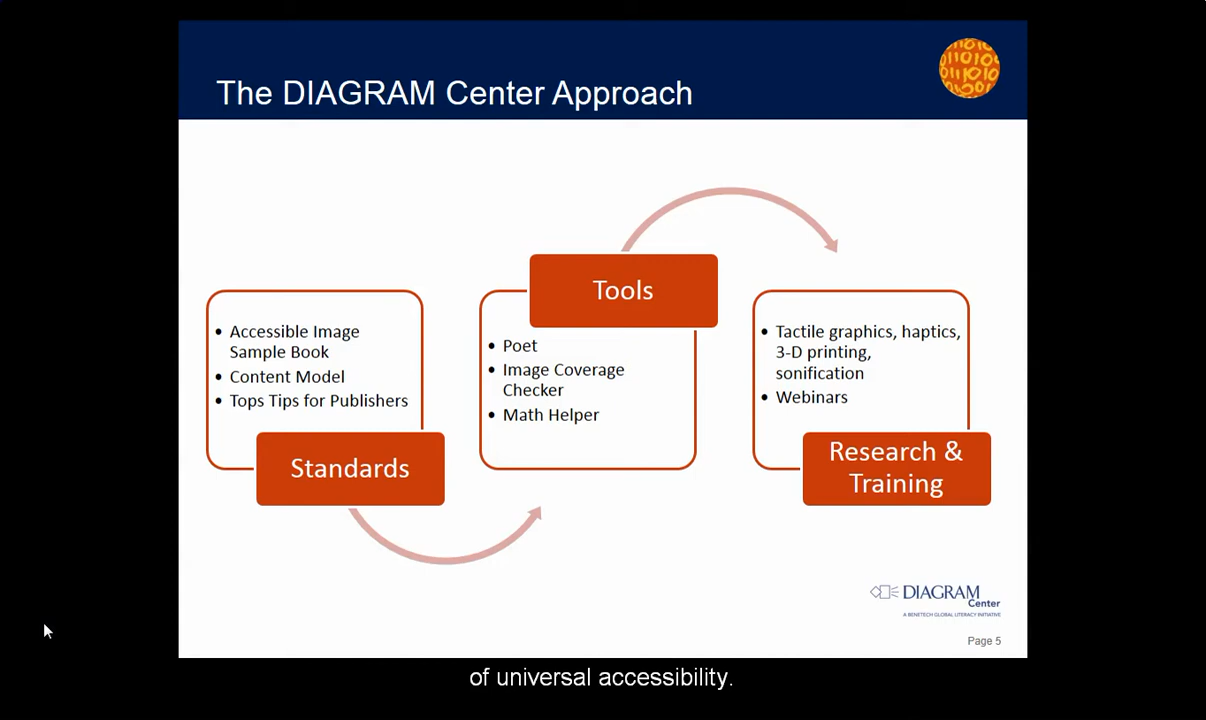 The DIAGRAM Center Approach
Accessible Image
Sample Book
Content Model
Tops Tips for Publishers
Standards
Tools
Poet
Image Coverage
Checker
Math Helper
Tactile graphics, haptics,
3-D printing,
sonification
Webinars
Research &
Training
DIAGRAM
Center
A BENETECH GLOBAL LITERACY INITIATIVE
Page 5
of universal accessibility.